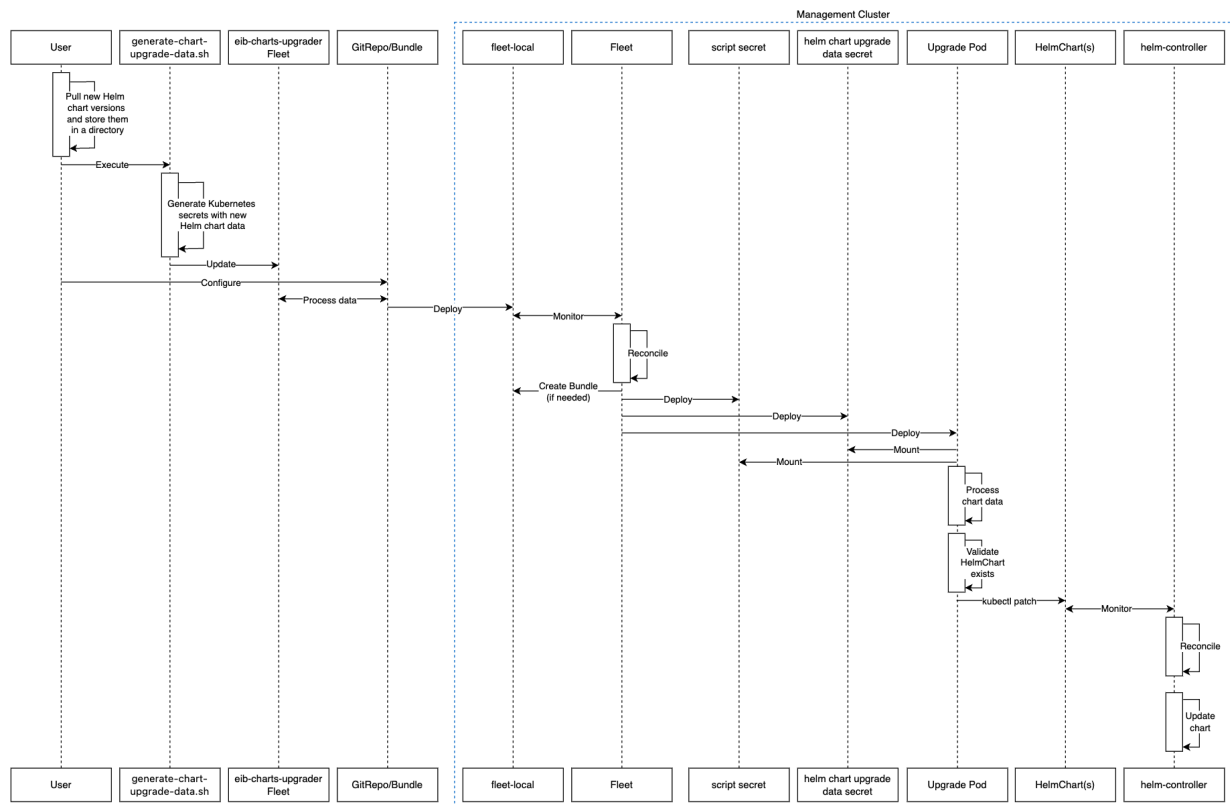 Management Cluster
User
generate-chart-
upgrade-data.sh
eib-charts-upgrader
Fleet
GitRepo/Bundle
fleet-local
Fleet
script secret
helm chart upgrade
data secret
Upgrade Pod
HelmChart(s)
helm-controller
Pull new Helm
chart versions
and store them
in a directory
Execute
Generate Kubernetes
secrets with new
Helm chart data
Update
Configure
Process data
Deploy
Monitor
Reconcile
Create Bundle
(if needed)
Deploy
Deploy
Deploy
Mount
Mount
Process
chart data
Validate
HelmChart
exists
kubectl patch
Monitor
Reconcile
Update
chart
User
generate-chart-
upgrade-data.sh
eib-charts-upgrader
Fleet
GitRepo/Bundle
fleet-local
Fleet
script secret
helm chart upgrade
data secret
Upgrade Pod
HelmChart(s)
helm-controller